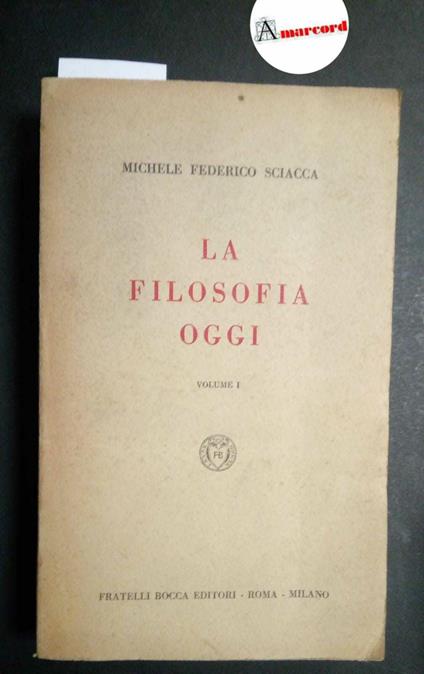 Amarcord
MICHELE FEDERICO SCIACCA
LA
FILOSOFIA
OGGI
VOLUME I
FB
FRATELLI BOCCA EDITORI - ROMA - MILANO